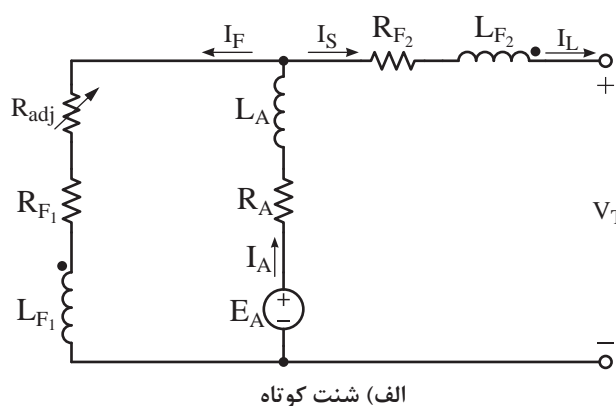 I_F I_S R_F₂ L_F₂ I_L
+
R_adj L_A
R_F₁ R_A V_T
I_A
L_F₁ E_A + −
−
الف) شنت کوتاه